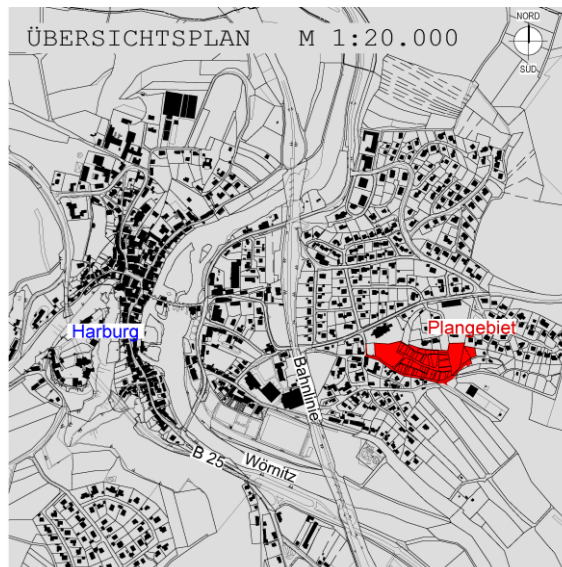 NORD
ÜBERSICHTSPLAN M 1:20.000
SÜD
Harburg
Plangebiet
Bahnlinie
B 25
Wörnitz